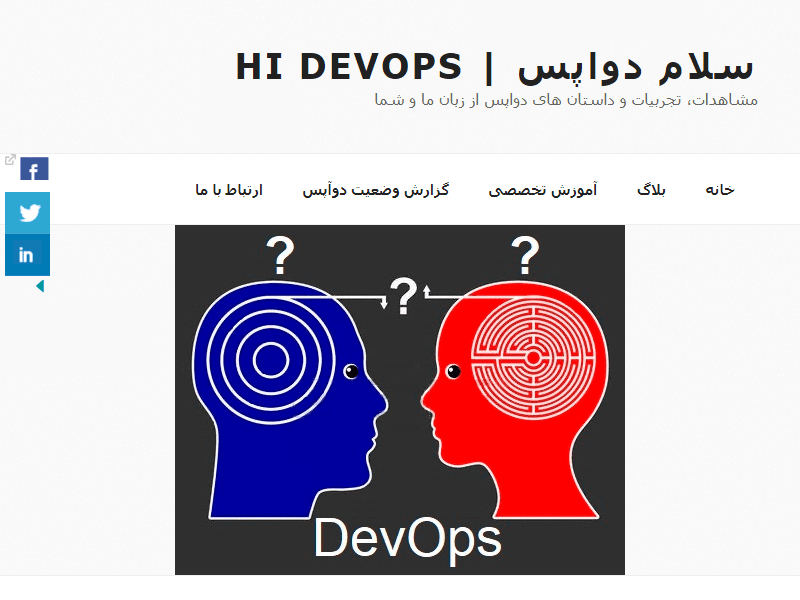 سلام دواپس | HI DEVOPS
مشاهدات، تجربیات و داستان های دواپس از زبان ما و شما
خانه
بلاگ
آموزش تخصصی
گزارش وضعیت دوآپس
ارتباط با ما
f
in
? ?
?
DevOps